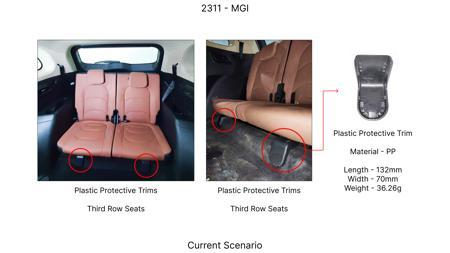 2311 - MGI
Plastic Protective Trims
Third Row Seats
Plastic Protective Trims
Third Row Seats
Plastic Protective Trim
Material - PP
Length - 132mm
Width - 70mm
Weight - 36.26g
Current Scenario